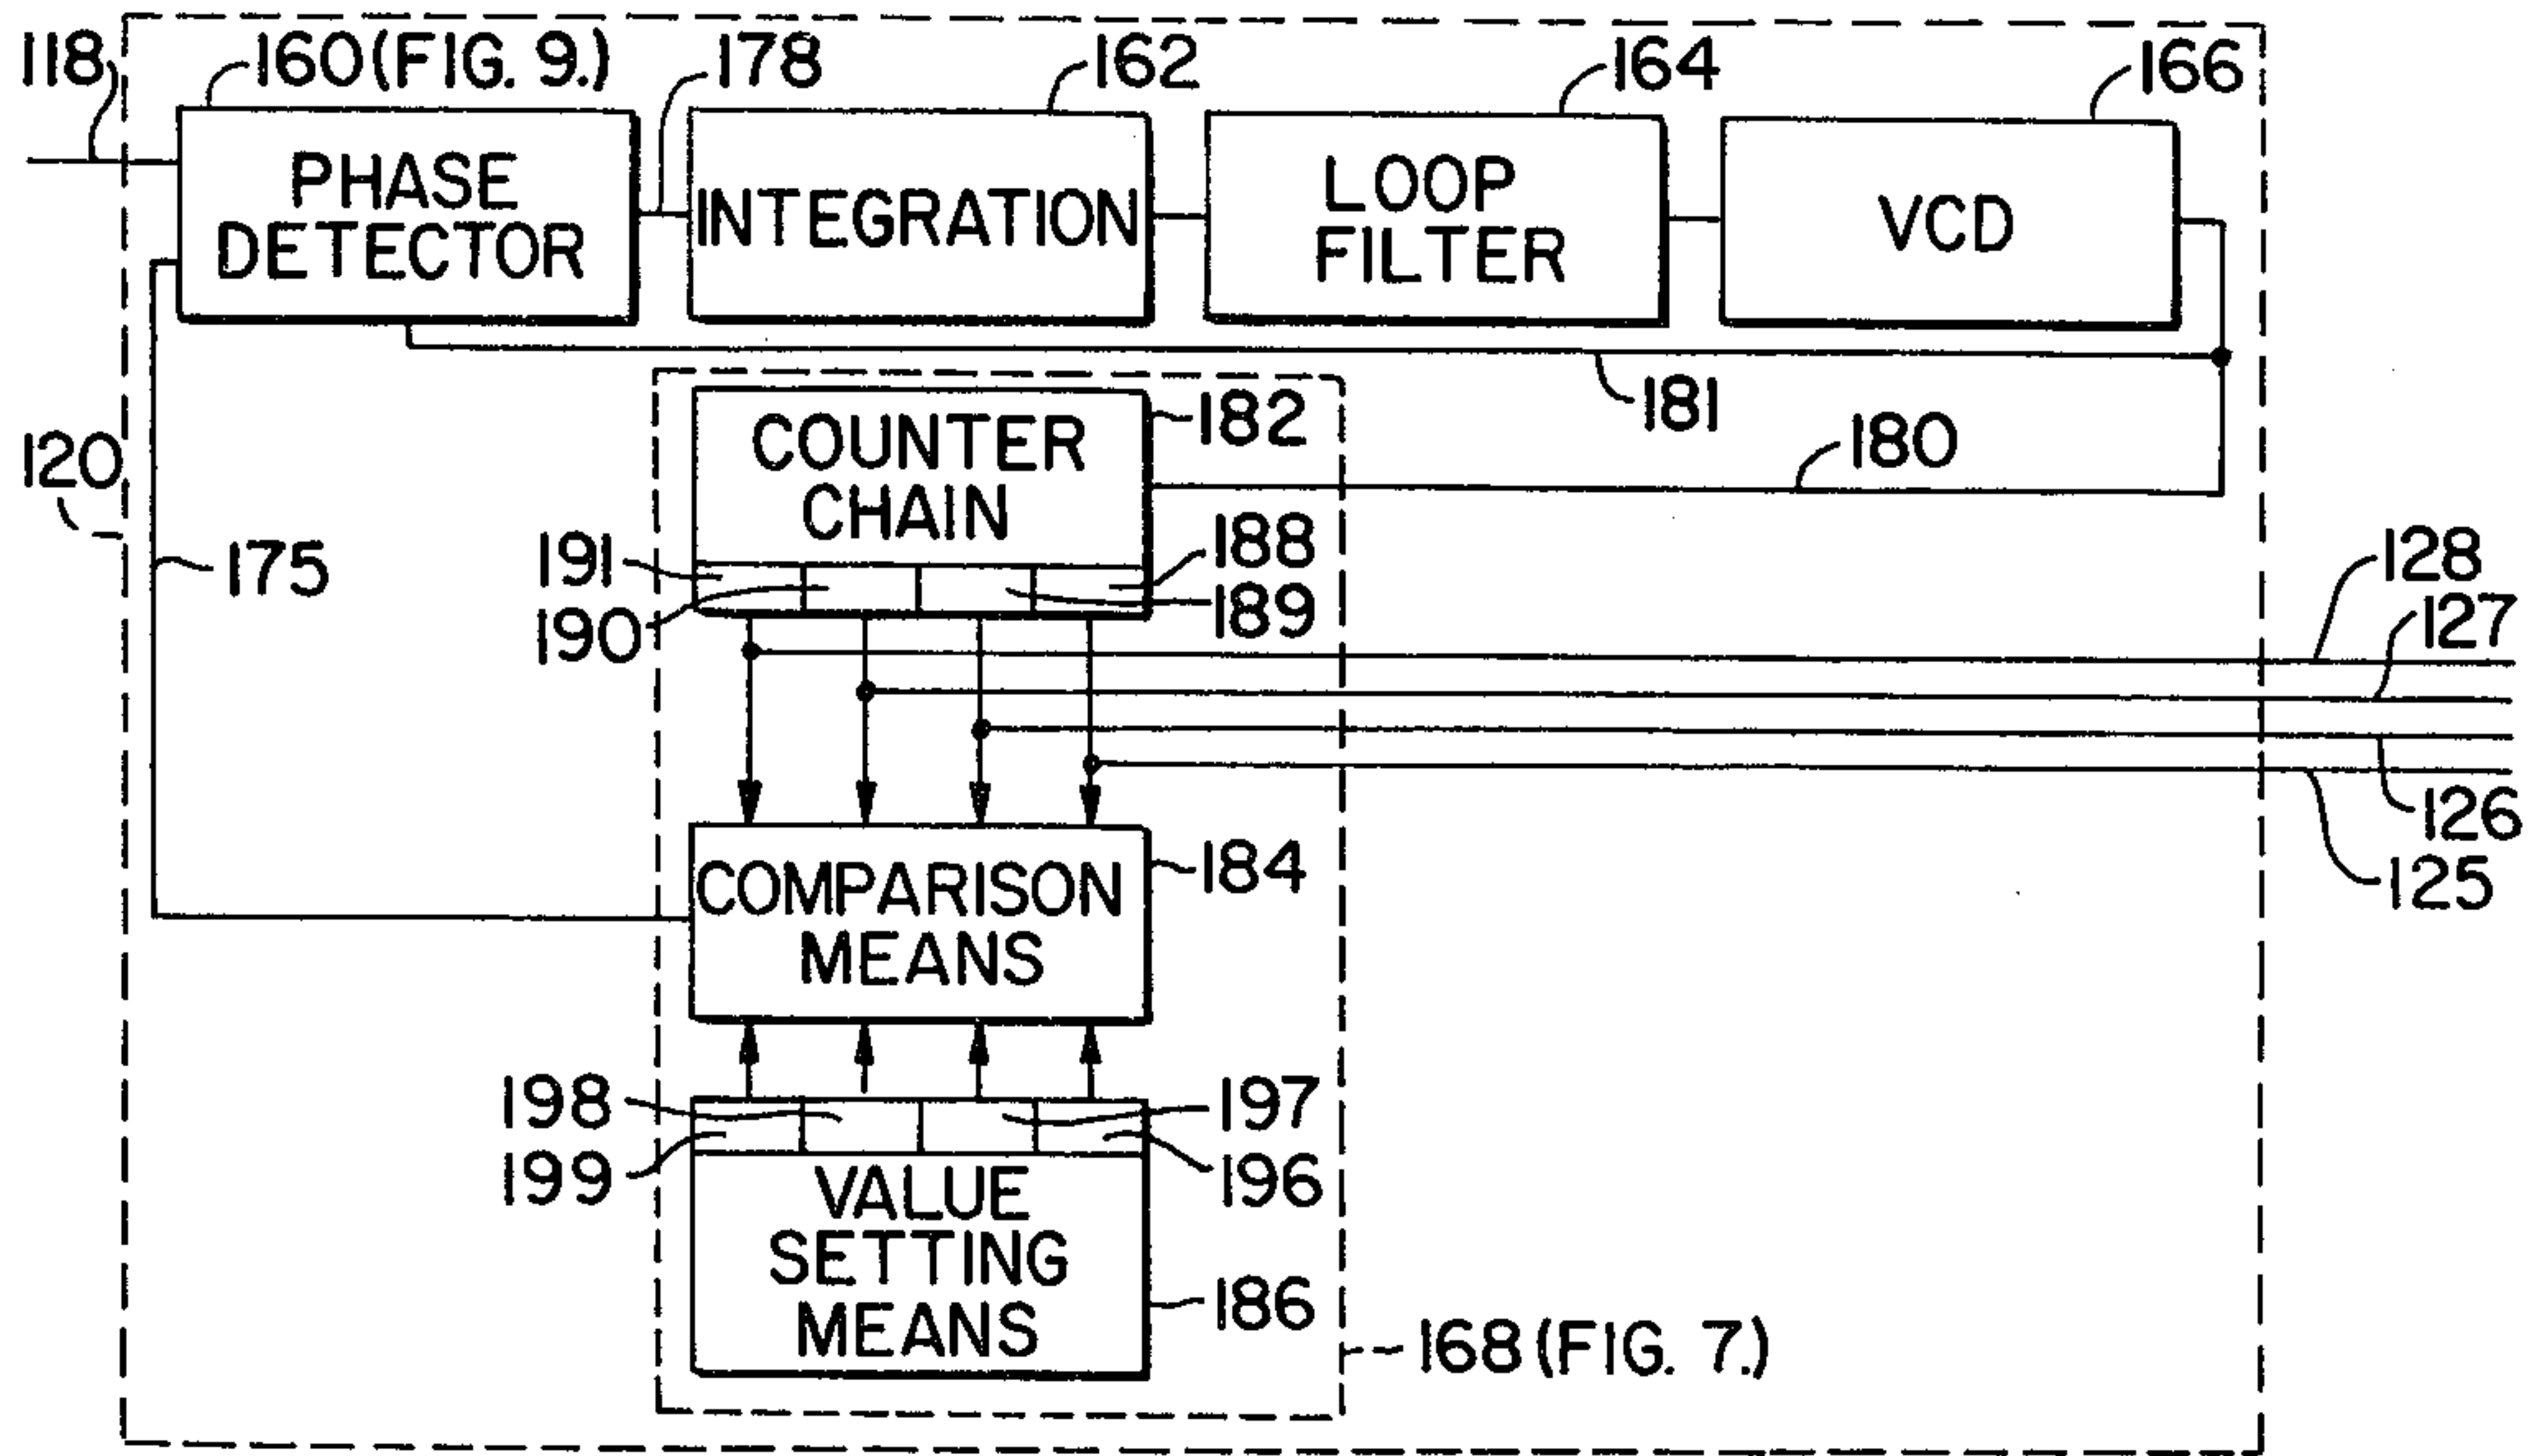 118
160 (FIG. 9.)
178
162
164
166
PHASE
DETECTOR
INTEGRATION
LOOP
FILTER
VCD
181
180
120
175
182
COUNTER
CHAIN
191
190
188
189
128
127
126
125
184
COMPARISON
MEANS
198
199
197
196
VALUE
SETTING
MEANS
186
168 (FIG. 7.)